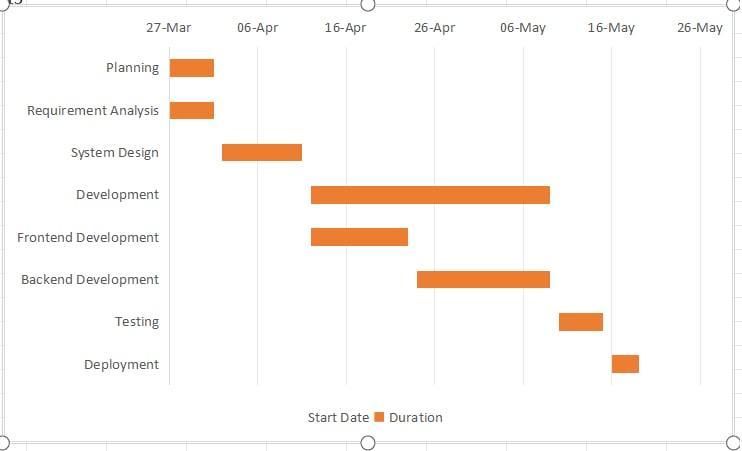 27-Mar 06-Apr 16-Apr 26-Apr 06-May 16-May 26-May
Planning
Requirement Analysis
System Design
Development
Frontend Development
Backend Development
Testing
Deployment
Start Date Duration